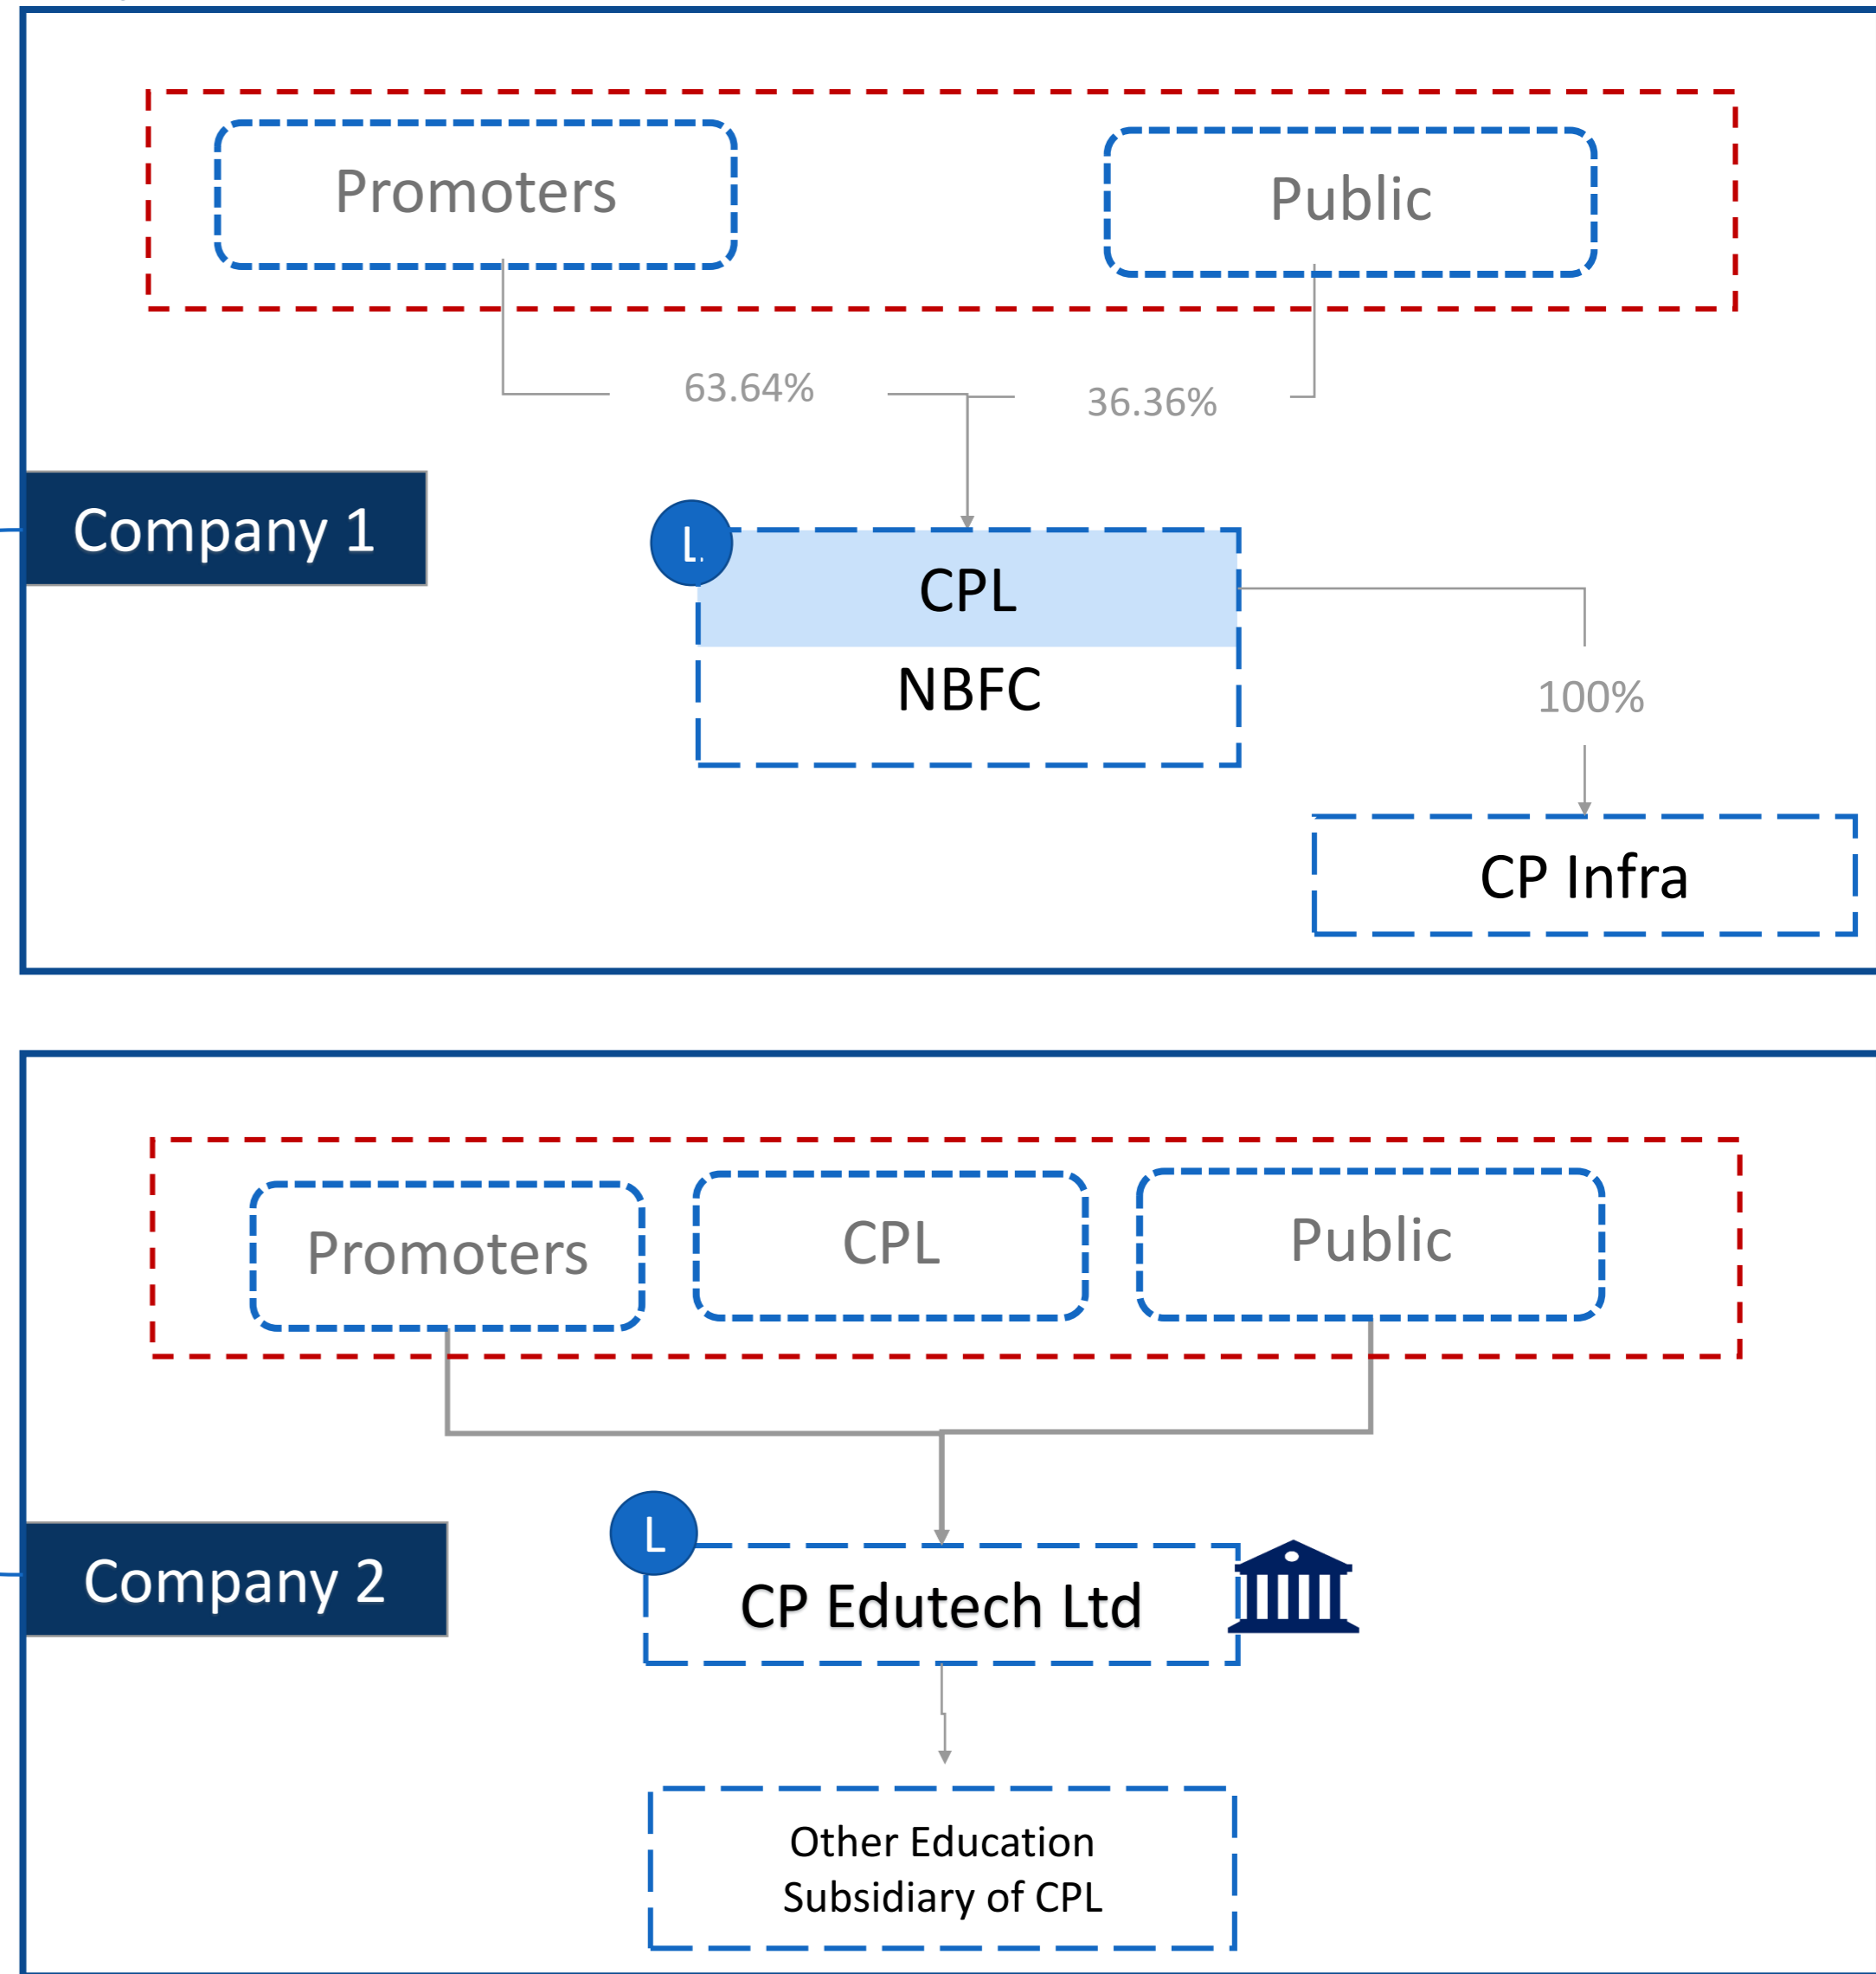 Promoters
Public
63.64%
36.36%
Company 1
L.
CPL
NBFC
100%
CP Infra
Promoters
CPL
Public
L
Company 2
CP Edutech Ltd
Other Education
Subsidiary of CPL